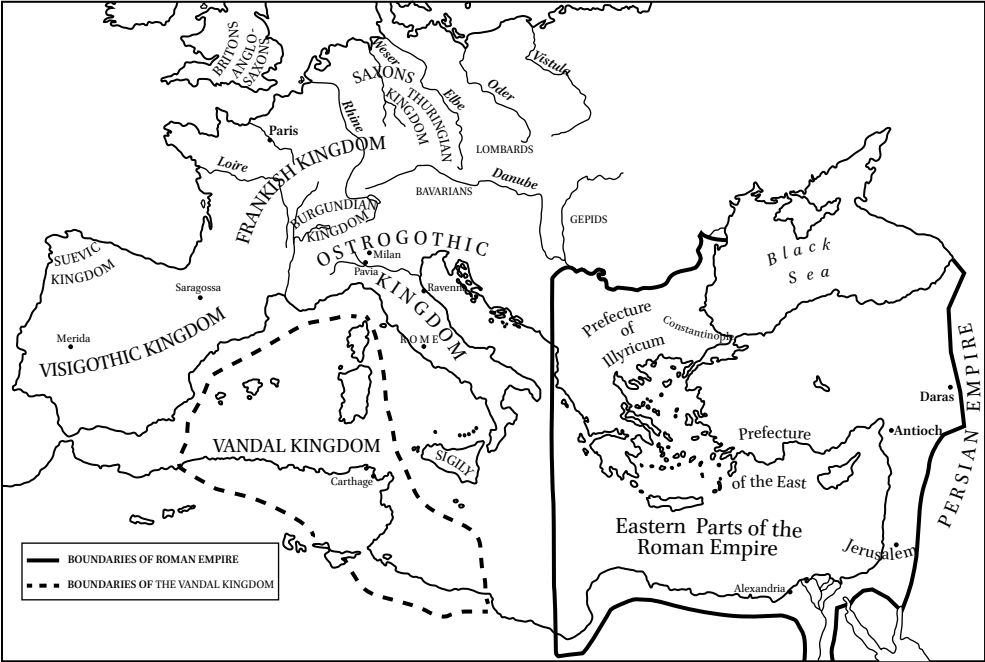 BRITONS
ANGLO-
SAXONS
Weser
SAXONS
Vistula
Oder
Elbe
THURINGIAN
KINGDOM
Rhine
Paris
LOMBARDS
Loire
FRANKISH KINGDOM
Danube
BAVARIANS
BURGUNDIAN
KINGDOM
GEPIDS
SUEVIC
KINGDOM
OSTROGOTHIC
KINGDOM
Milan
Pavia
Ravenn
Black
Sea
Saragossa
Merida
VISIGOTHIC KINGDOM
ROME
Prefecture
of
Illyricum
Constantinople
PERSIAN EMPIRE
Daras
Antioch
VANDAL KINGDOM
SIGILY
Carthage
Prefecture
of the East
Eastern Parts of the
Roman Empire
Jerusalem
Alexandria
BOUNDARIES OF ROMAN EMPIRE
BOUNDARIES OF THE VANDAL KINGDOM